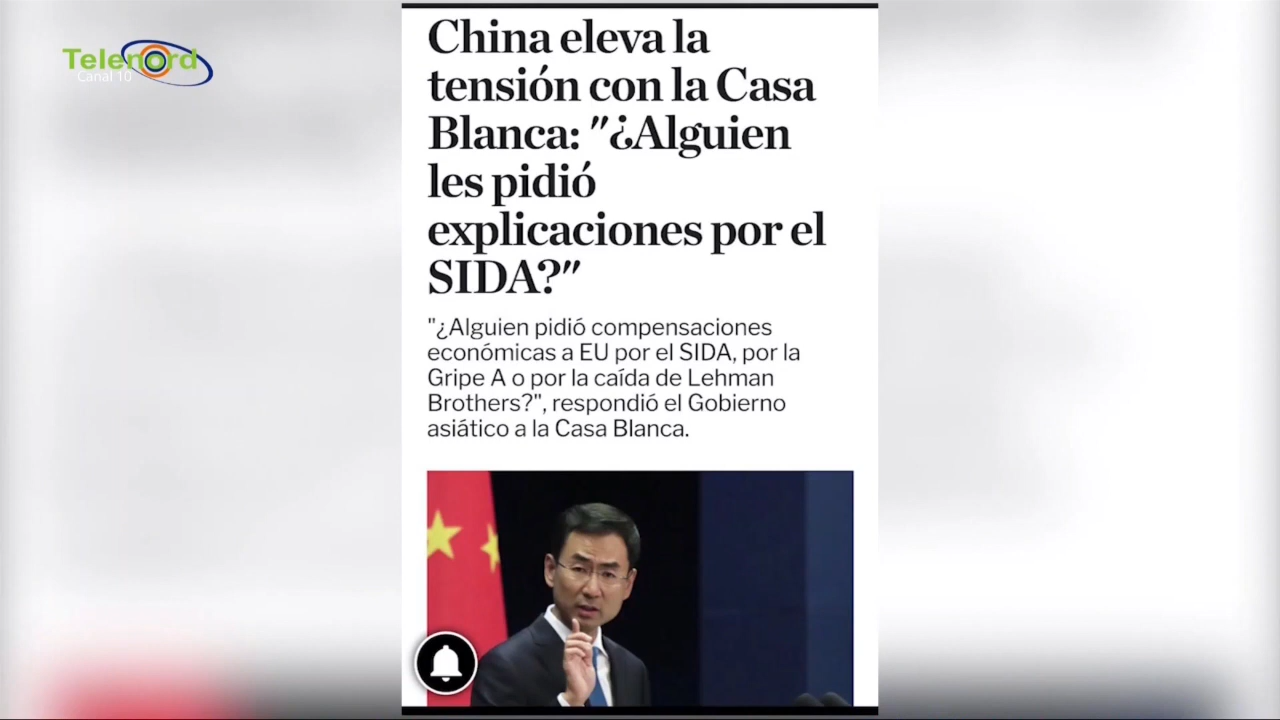 Telenord
Canal 10
China eleva la
tensión con la Casa
Blanca: "¿Alguien
les pidió
explicaciones por el
SIDA?"
"¿Alguien pidió compensaciones
económicas a EU por el SIDA, por la
Gripe A o por la caída de Lehman
Brothers?", respondió el Gobierno
asiático a la Casa Blanca.